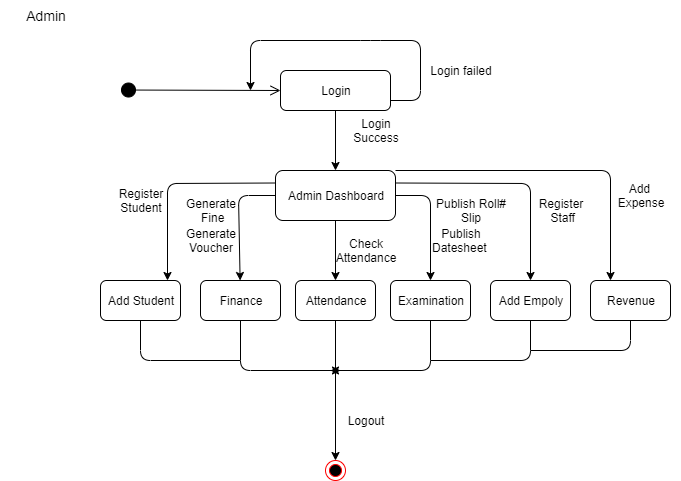 Admin
Login failed
Login
Login
Success
Register
Student
Generate
Fine
Generate
Voucher
Admin Dashboard
Check
Attendance
Publish Roll#
Slip
Publish
Datesheet
Register
Staff
Add
Expense
Add Student
Finance
Attendance
Examination
Add Empoly
Revenue
Logout